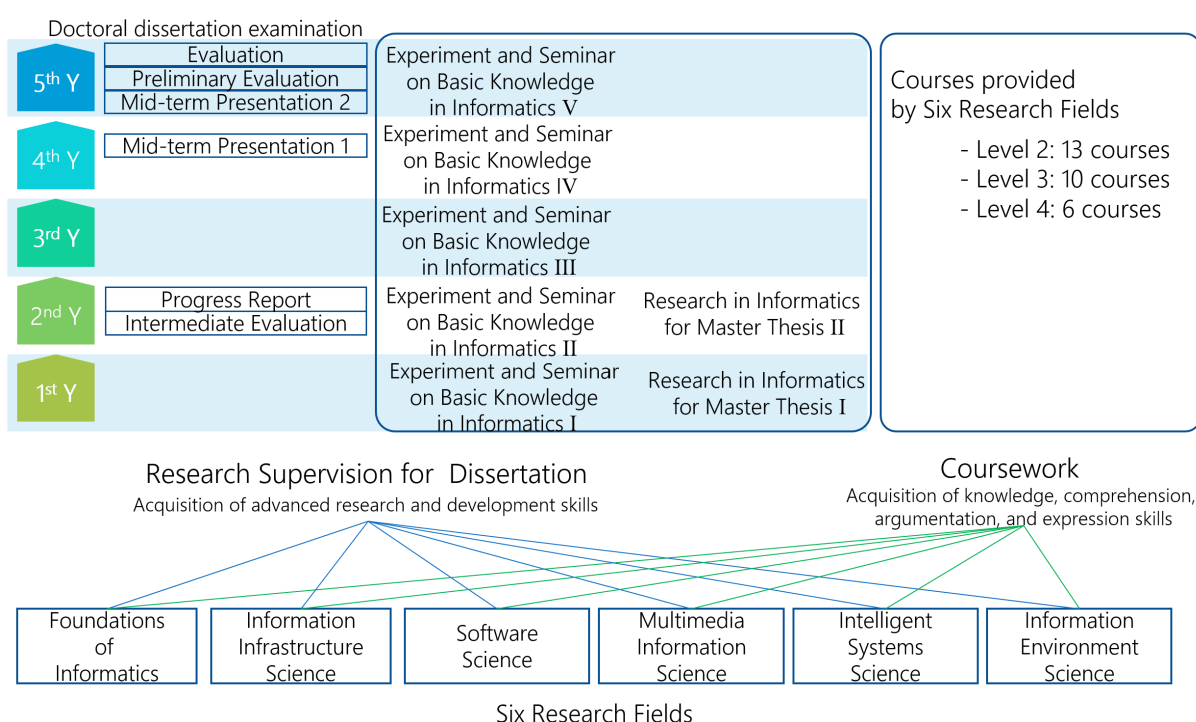 Doctoral dissertation examination
5th Y
Evaluation
Preliminary Evaluation
Mid-term Presentation 2
Experiment and Seminar
on Basic Knowledge
in Informatics V
4th Y
Mid-term Presentation 1
Experiment and Seminar
on Basic Knowledge
in Informatics IV
3rd Y
Experiment and Seminar
on Basic Knowledge
in Informatics III
2nd Y
Progress Report
Intermediate Evaluation
Experiment and Seminar
on Basic Knowledge
in Informatics II
Research in Informatics
for Master Thesis II
1st Y
Experiment and Seminar
on Basic Knowledge
in Informatics I
Research in Informatics
for Master Thesis I
Courses provided
by Six Research Fields
- Level 2: 13 courses
- Level 3: 10 courses
- Level 4: 6 courses
Research Supervision for Dissertation
Acquisition of advanced research and development skills
Coursework
Acquisition of knowledge, comprehension,
argumentation, and expression skills
Foundations
of
Informatics
Information
Infrastructure
Science
Software
Science
Multimedia
Information
Science
Intelligent
Systems
Science
Information
Environment
Science
Six Research Fields